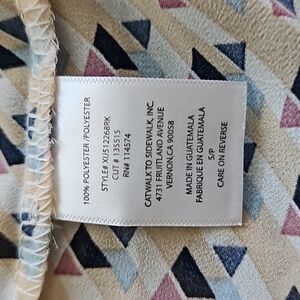 100% POLYESTER /POLYESTER
STYLE# XU512268RK
CUT # 135515
RN# 114574
CATWALK TO SIDEWALK, INC.
4731 FRUITLAND AVENUE
VERNON, CA 90058
MADE IN GUATEMALA
FABRIQUE EN GUATEMALA
S/P
CARE ON REVERSE